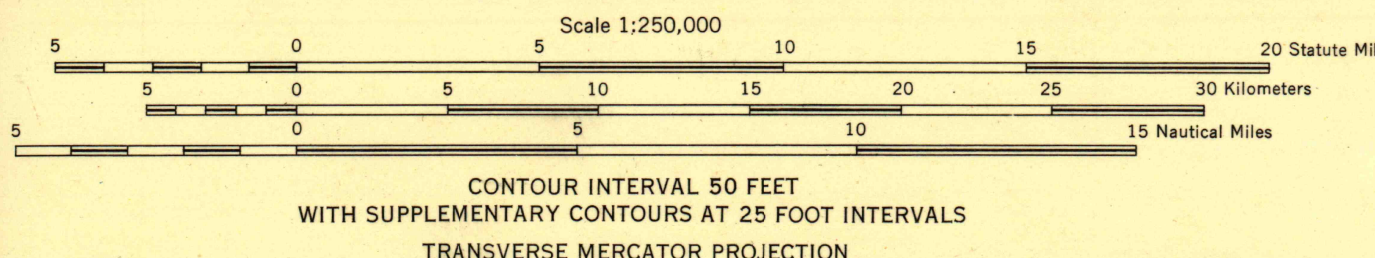 Scale 1:250,000
5 0 5 10 15 20 Statute Mil
5 0 5 10 15 20 25 30 Kilometers
5 0 5 10 15 Nautical Miles
CONTOUR INTERVAL 50 FEET
WITH SUPPLEMENTARY CONTOURS AT 25 FOOT INTERVALS
TRANSVERSE MERCATOR PROJECTION